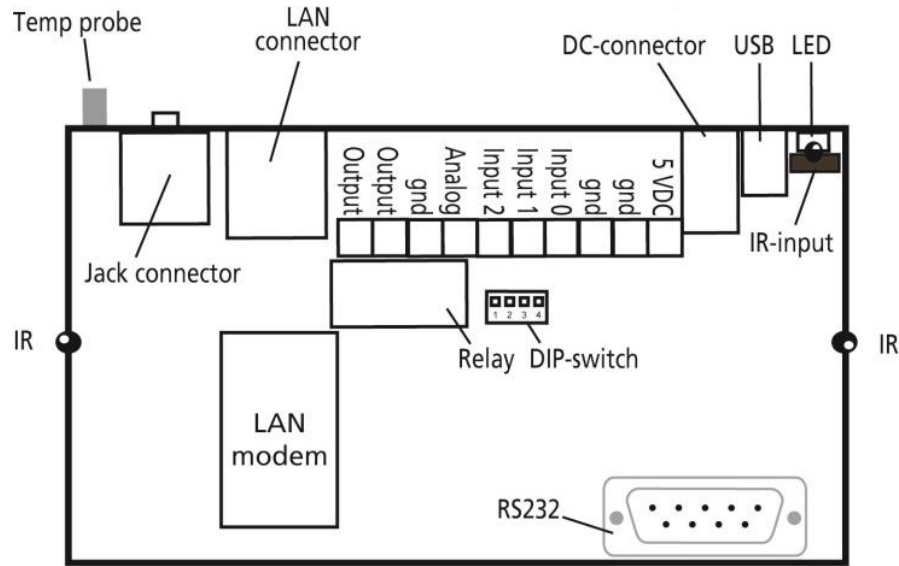 Temp probe
LAN
connector
DC-connector
USB
LED
Output
Output
gnd
Analog
Input 2
Input 1
Input 0
gnd
gnd
5 VDC
IR-input
Jack connector
1 2 3 4
IR
Relay
DIP-switch
IR
LAN
modem
RS232